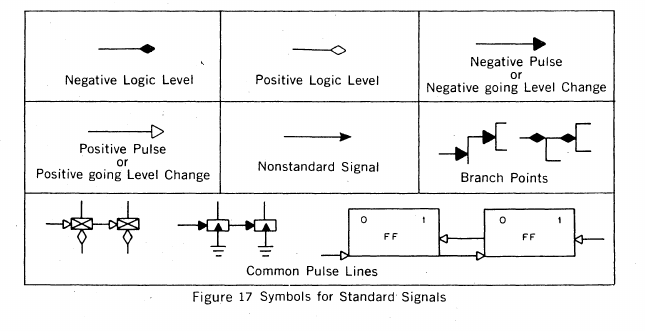 Negative Logic Level
Positive Logic Level
Negative Pulse
or
Negative going Level Change
Positive Pulse
or
Positive going Level Change
Nonstandard Signal
Branch Points
0 1
FF
0 1
FF
Common Pulse Lines
Figure 17 Symbols for Standard Signals